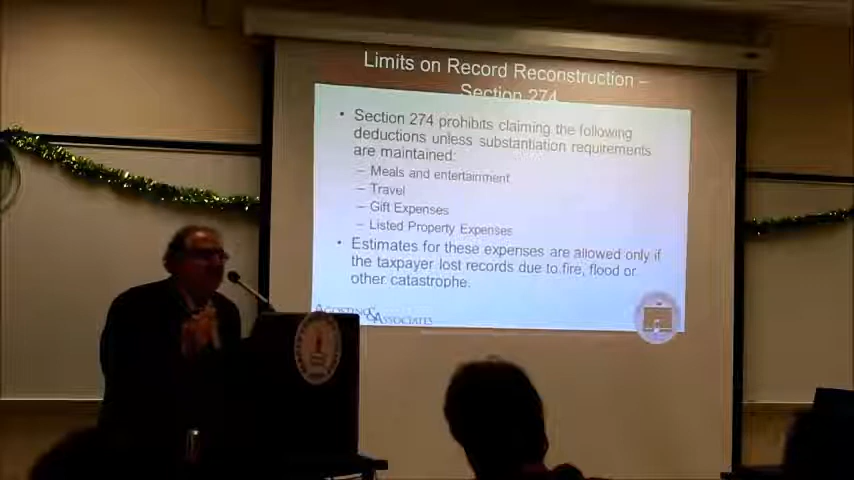 Limits on Record Reconstruction –
Section 274
• Section 274 prohibits claiming the following
deductions unless substantiation requirements
are maintained:
– Meals and entertainment
– Travel
– Gift Expenses
– Listed Property Expenses
• Estimates for these expenses are allowed only if
the taxpayer lost records due to fire, flood or
other catastrophe.
AGOSTINO & ASSOCIATES